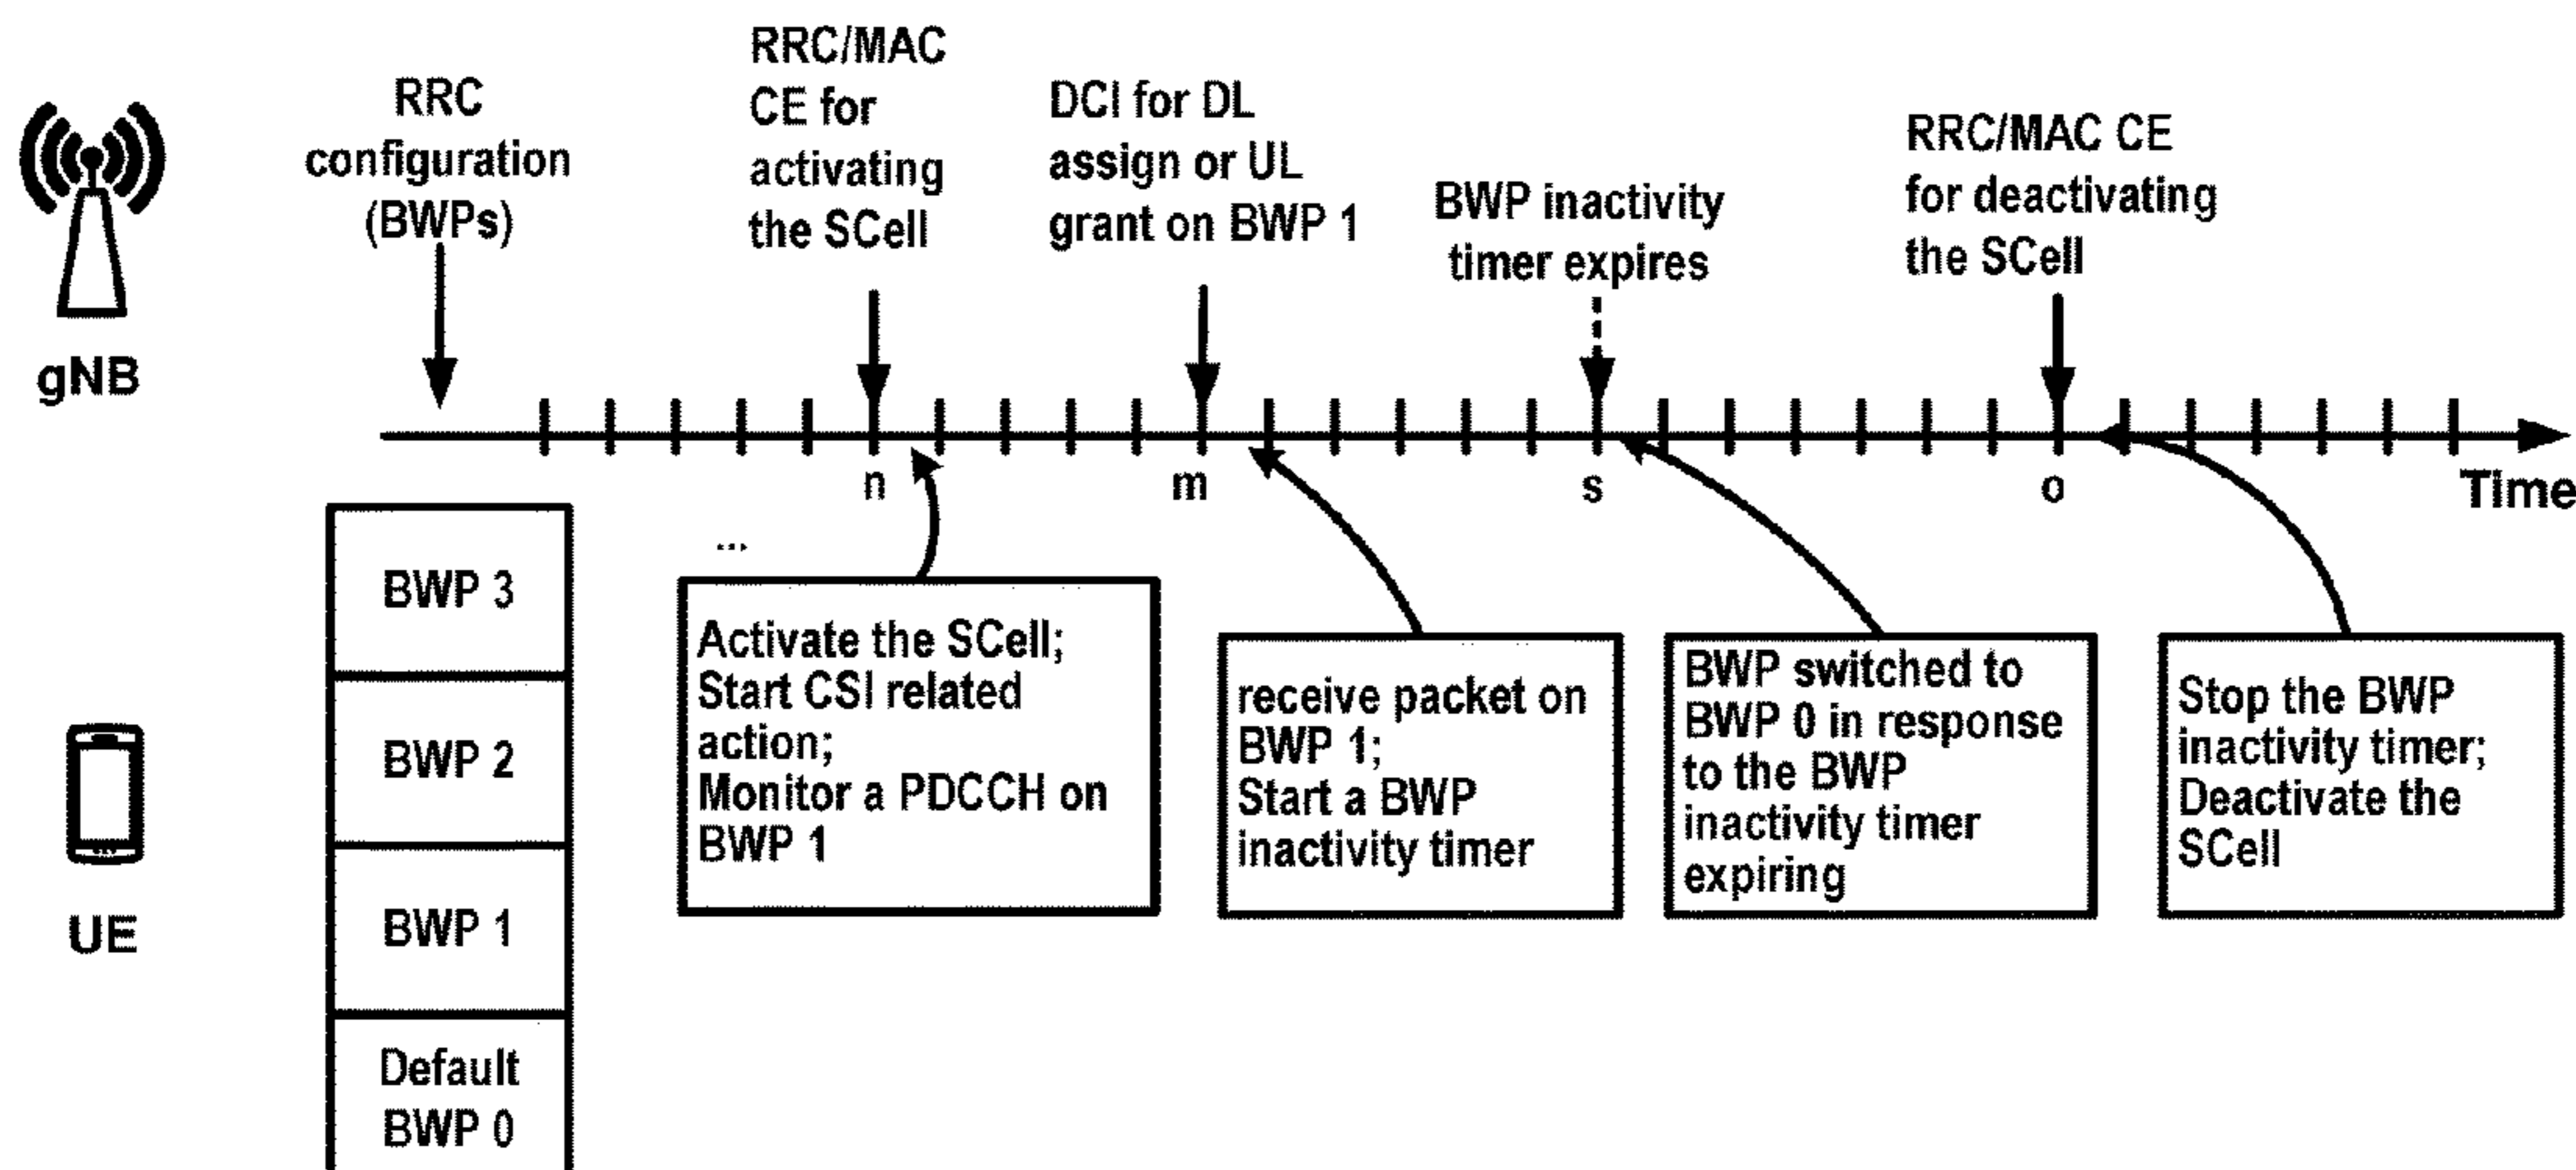 RRC
configuration
(BWPs)
RRC/MAC
CE for
activating
the SCell
DCI for DL
assign or UL
grant on BWP 1
BWP inactivity
timer expires
RRC/MAC CE
for deactivating
the SCell
gNB
n
m
s
o
Time
...
BWP 3
BWP 2
BWP 1
Default
BWP 0
UE
Activate the SCell;
Start CSI related
action;
Monitor a PDCCH on
BWP 1
receive packet on
BWP 1;
Start a BWP
inactivity timer
BWP switched to
BWP 0 in response
to the BWP
inactivity timer
expiring
Stop the BWP
inactivity timer;
Deactivate the
SCell